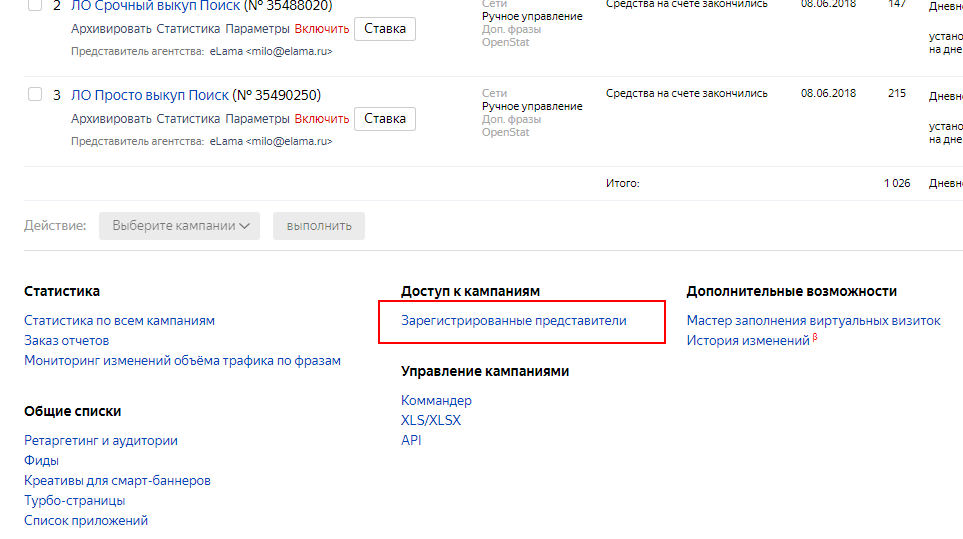 2 ЛО Срочный выкуп Поиск (№ 35488020)
Архивировать Статистика Параметры Включить Ставка
Представитель агентства: eLama <milo@elama.ru>
Сети
Ручное управление
Доп. фразы
OpenStat
Средства на счете закончились
08.06.2018
147
Дневно
устано
на дне
3 ЛО Просто выкуп Поиск (№ 35490250)
Архивировать Статистика Параметры Включить Ставка
Представитель агентства: eLama <milo@elama.ru>
Сети
Ручное управление
Доп. фразы
OpenStat
Средства на счете закончились
08.06.2018
215
Дневно
устано
на дне
Итого:
1 026
Дневно
Действие: Выберите кампании выполнить
Статистика
Статистика по всем кампаниям
Заказ отчетов
Мониторинг изменений объёма трафика по фразам
Общие списки
Ретаргетинг и аудитории
Фиды
Креативы для смарт-баннеров
Турбо-страницы
Список приложений
Доступ к кампаниям
Зарегистрированные представители
Управление кампаниями
Коммандер
XLS/XLSX
API
Дополнительные возможности
Мастер заполнения виртуальных визиток
История изменений β